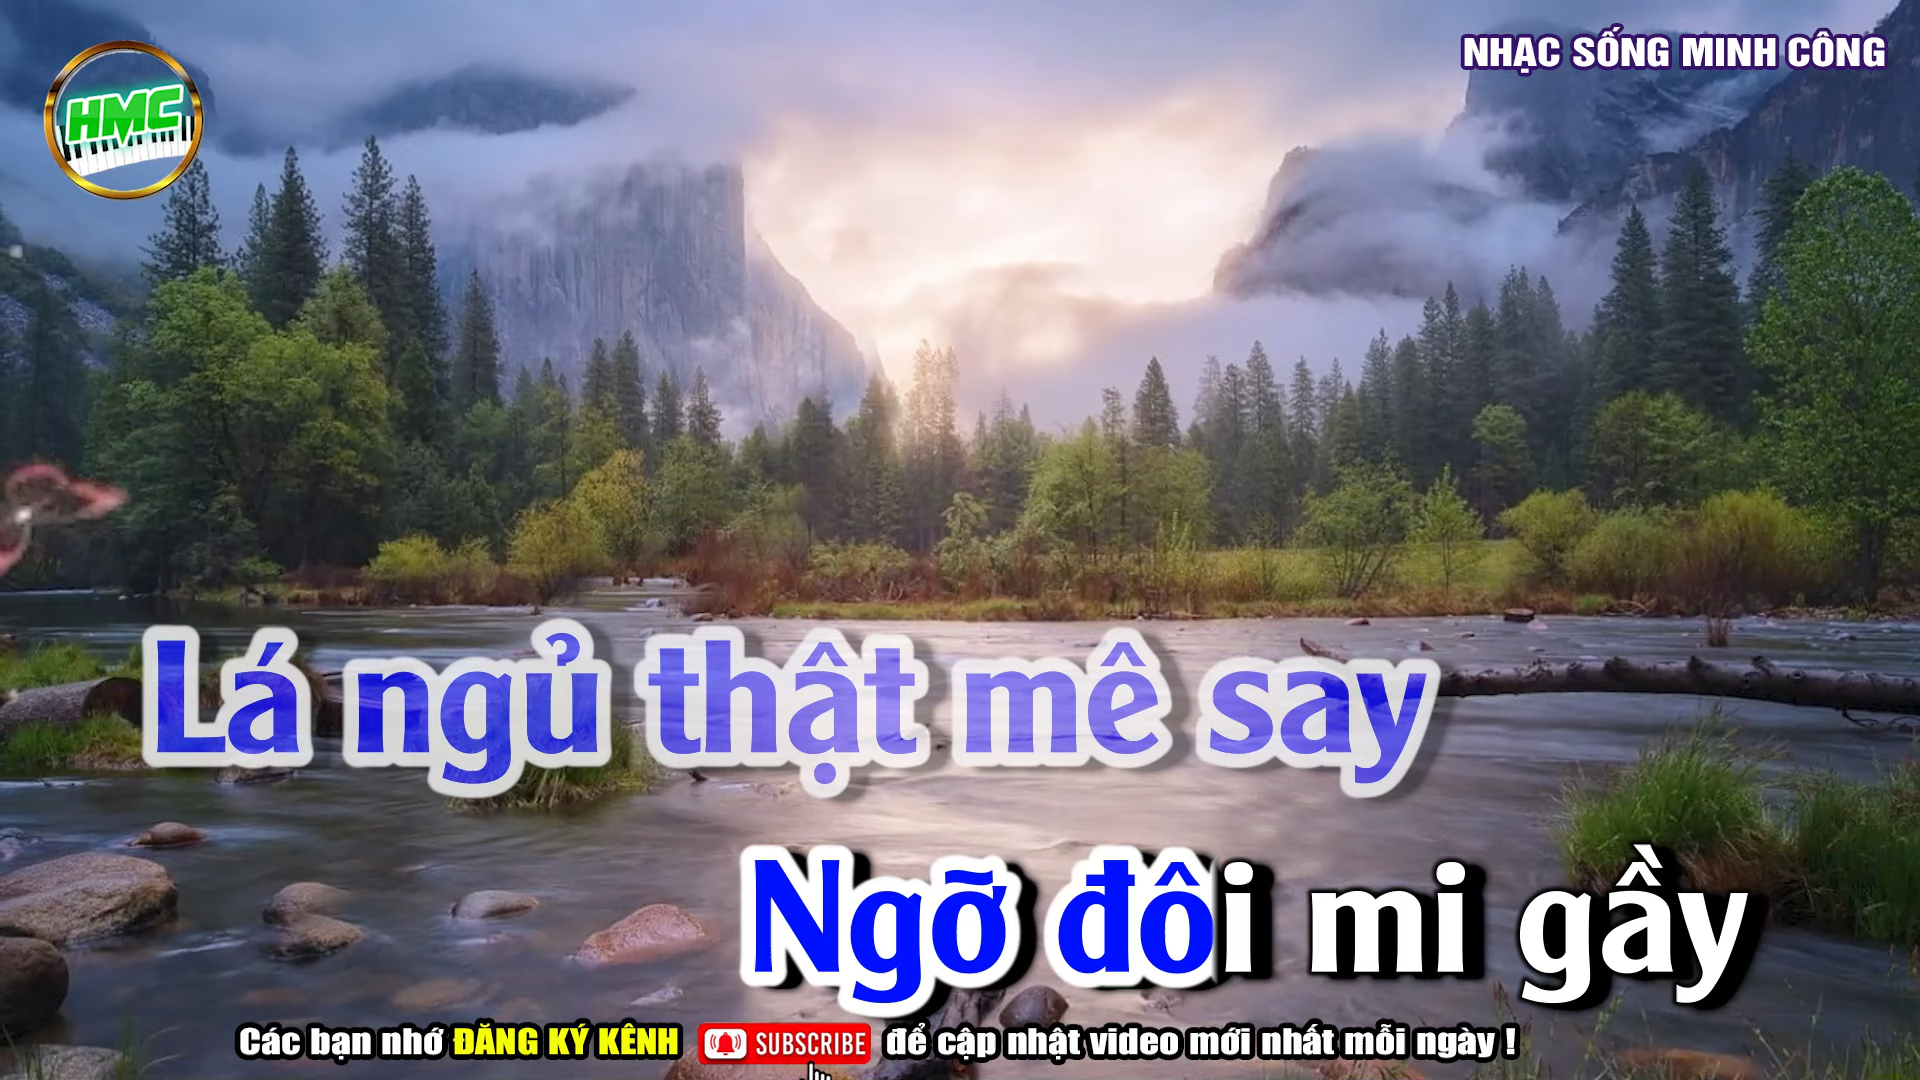 HMC
NHẠC SỐNG MINH CÔNG
Lá ngủ thật mê say
Ngỡ đôi mi gầy
Các bạn nhớ ĐĂNG KÝ KÊNH SUBSCRIBE để cập nhật video mới nhất mỗi ngày !